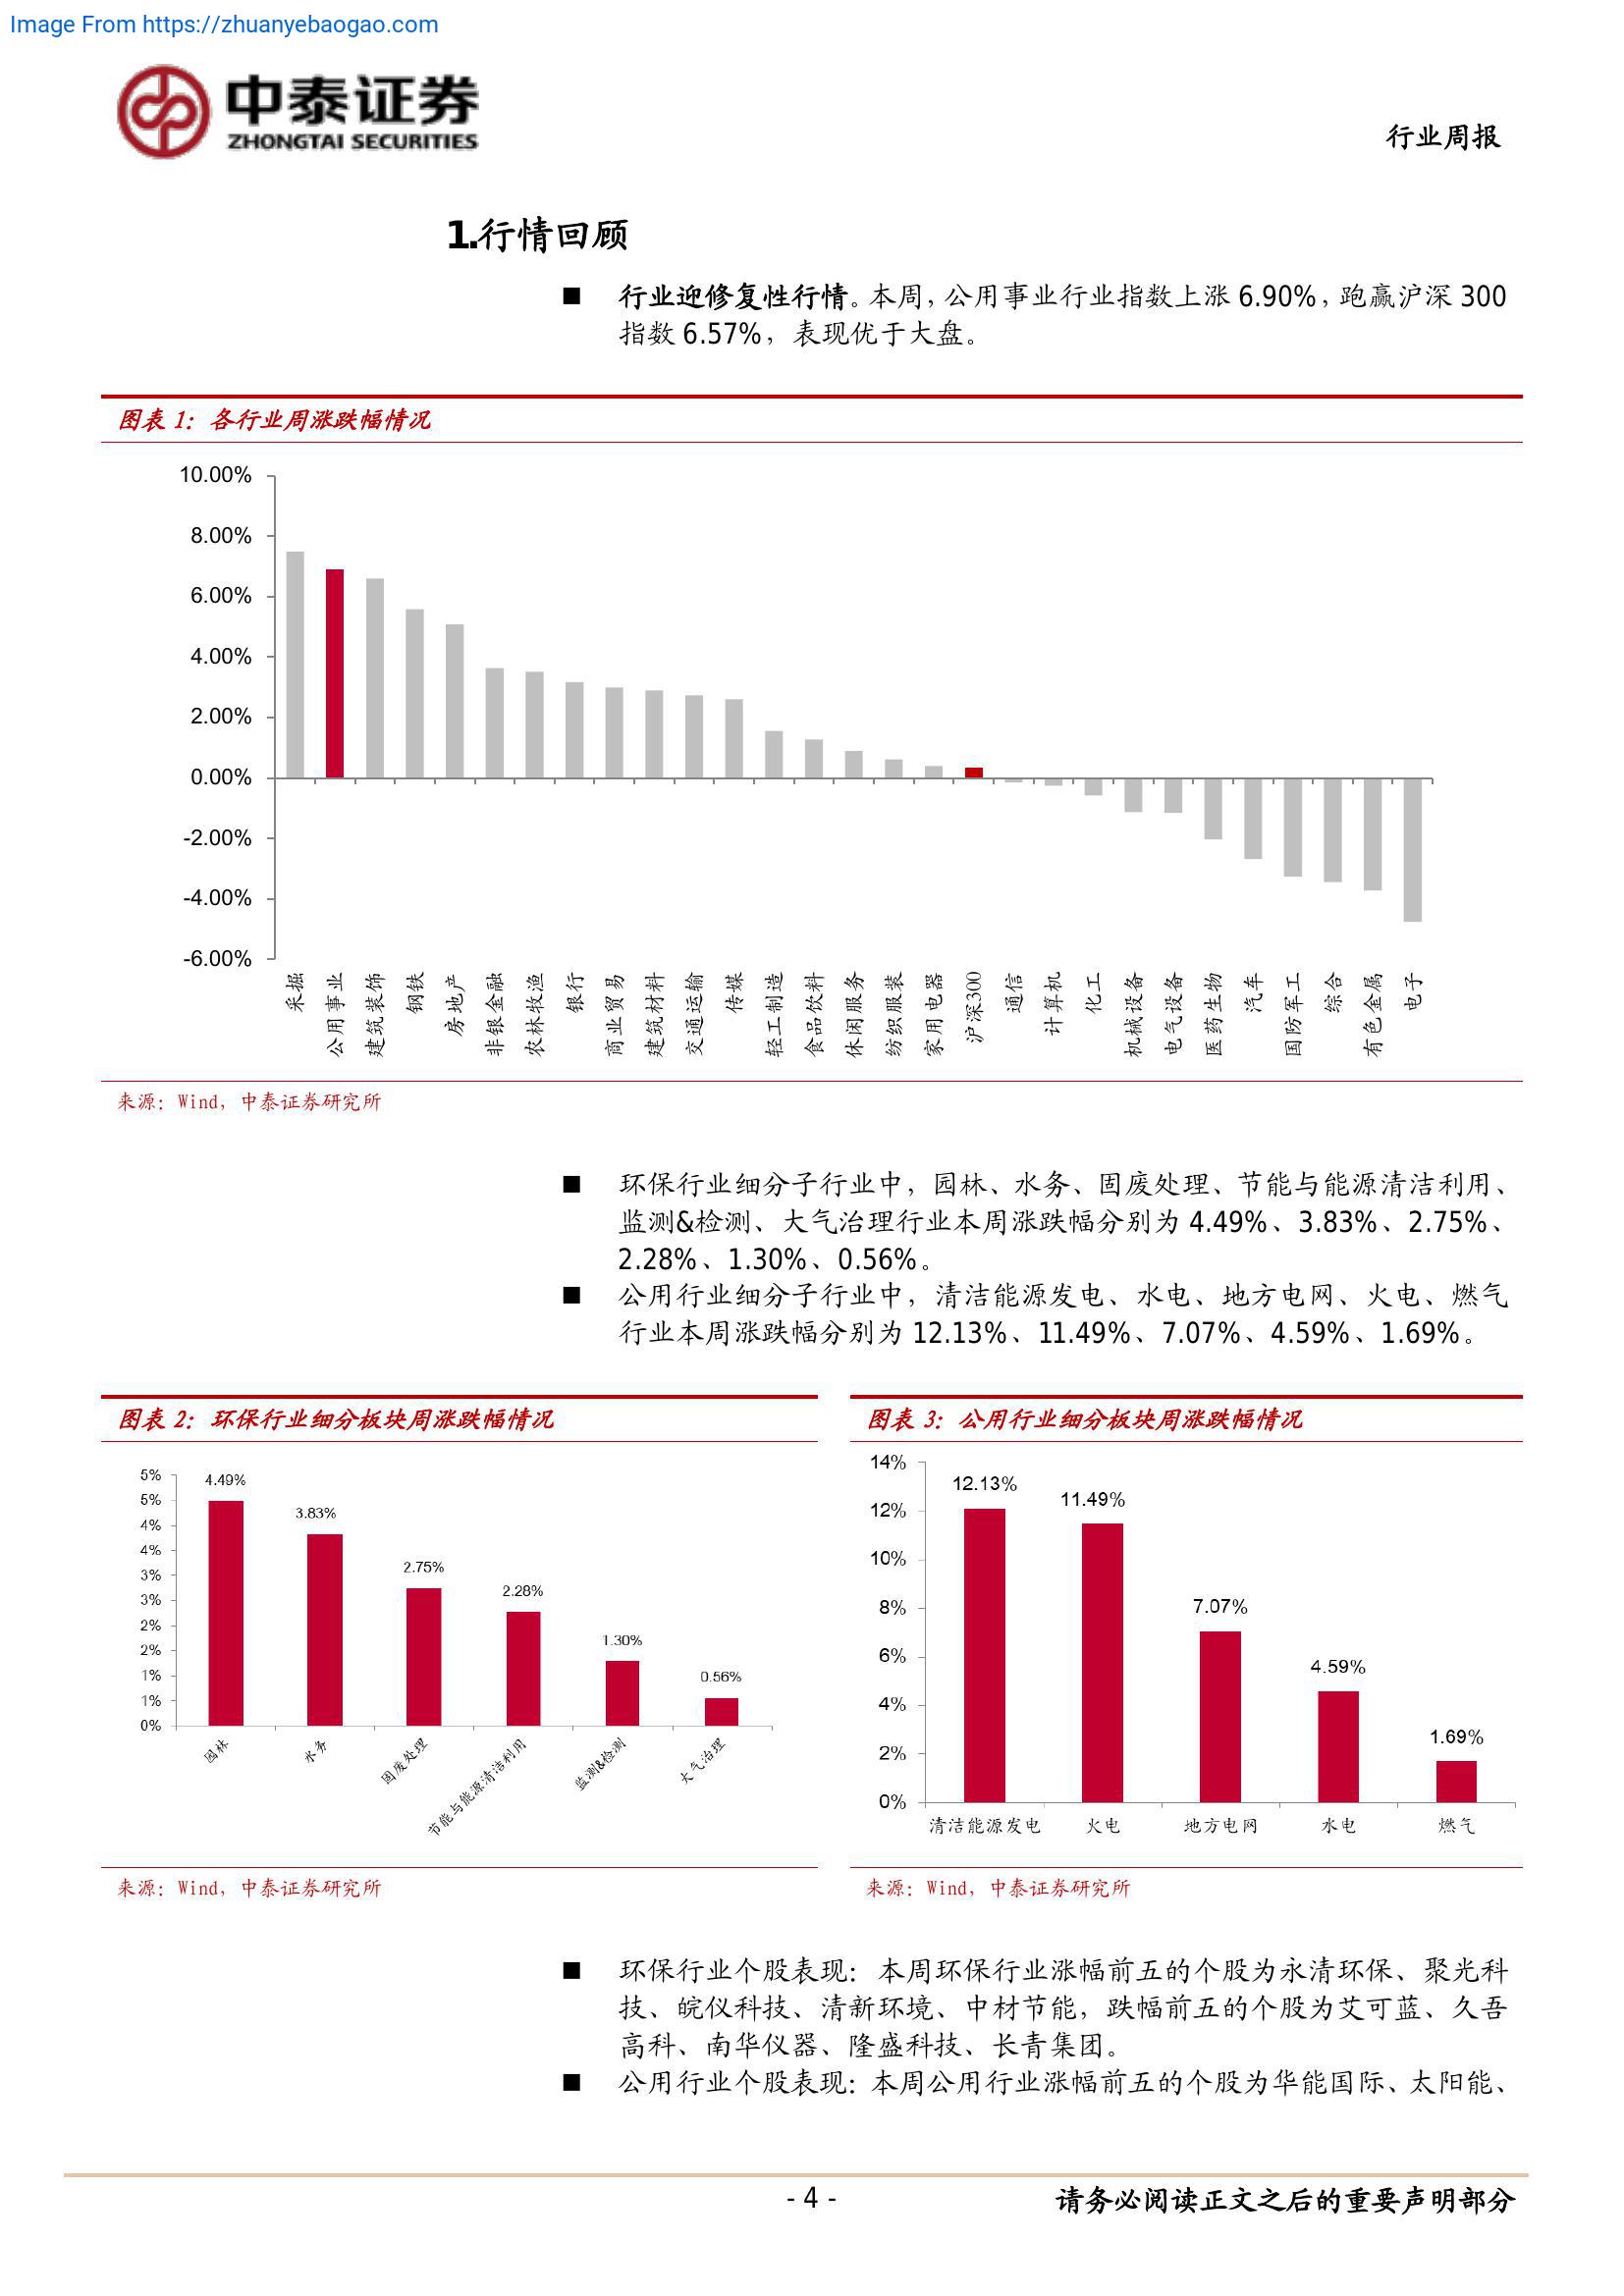 Image From https://zhuanyebaogao.com
中泰证券
ZHONGTAI SECURITIES
行业周报
1.行情回顾
■ 行业迎修复性行情。本周，公用事业行业指数上涨 6.90%，跑赢沪深 300
指数 6.57%，表现优于大盘。
图表 1：各行业周涨跌幅情况
10.00%
8.00%
6.00%
4.00%
2.00%
0.00%
-2.00%
-4.00%
-6.00%
采掘
公用事业
建筑装饰
钢铁
房地产
非银金融
农林牧渔
银行
商业贸易
建筑材料
交通运输
传媒
轻工制造
食品饮料
休闲服务
纺织服装
家用电器
沪深300
通信
计算机
化工
机械设备
电气设备
医药生物
汽车
国防军工
综合
有色金属
电子
来源：Wind，中泰证券研究所
■ 环保行业细分子行业中，园林、水务、固废处理、节能与能源清洁利用、
监测&检测、大气治理行业本周涨跌幅分别为 4.49%、3.83%、2.75%、
2.28%、1.30%、0.56%。
■ 公用行业细分子行业中，清洁能源发电、水电、地方电网、火电、燃气
行业本周涨跌幅分别为 12.13%、11.49%、7.07%、4.59%、1.69%。
图表 2：环保行业细分板块周涨跌幅情况
5%
5%
4%
4%
3%
3%
2%
2%
1%
1%
0%
4.49%
3.83%
2.75%
2.28%
1.30%
0.56%
园林
水务
固废处理
节能与能源清洁利用
监测&检测
大气治理
来源：Wind，中泰证券研究所
图表 3：公用行业细分板块周涨跌幅情况
14%
12%
10%
8%
6%
4%
2%
0%
12.13%
11.49%
7.07%
4.59%
1.69%
清洁能源发电
火电
地方电网
水电
燃气
来源：Wind，中泰证券研究所
■ 环保行业个股表现：本周环保行业涨幅前五的个股为永清环保、聚光科
技、皖仪科技、清新环境、中材节能，跌幅前五的个股为艾可蓝、久吾
高科、南华仪器、隆盛科技、长青集团。
■ 公用行业个股表现：本周公用行业涨幅前五的个股为华能国际、太阳能、
- 4 -
请务必阅读正文之后的重要声明部分